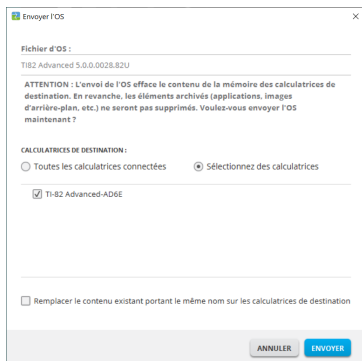 Envoyer l'OS
Fichier d'OS :
TI82 Advanced 5.0.0.0028.82U
ATTENTION : L'envoi de l'OS efface le contenu de la mémoire des calculatrices de
destination. En revanche, les éléments archivés (applications, images
d'arrière-plan, etc.) ne seront pas supprimés. Voulez-vous envoyer l'OS
maintenant ?
CALCULATRICES DE DESTINATION :
Toutes les calculatrices connectées
Sélectionnez des calculatrices
TI-82 Advanced-AD6E
Remplacer le contenu existant portant le même nom sur les calculatrices de destination
ANNULER
ENVOYER